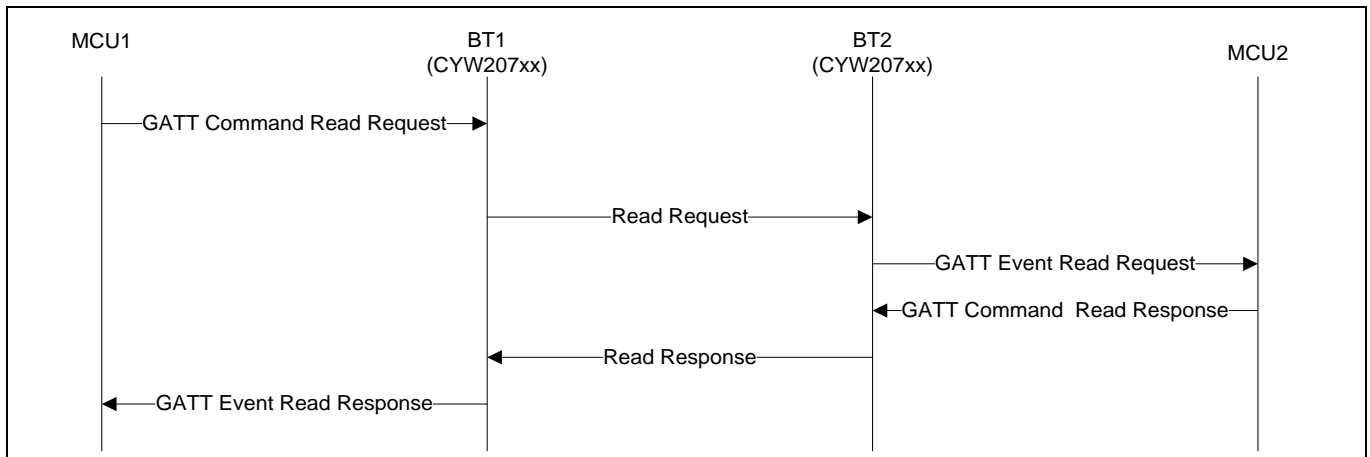 MCU1
BT1
(CYW207xx)
BT2
(CYW207xx)
MCU2
GATT Command Read Request
Read Request
GATT Event Read Request
GATT Command  Read Response
Read Response
GATT Event Read Response